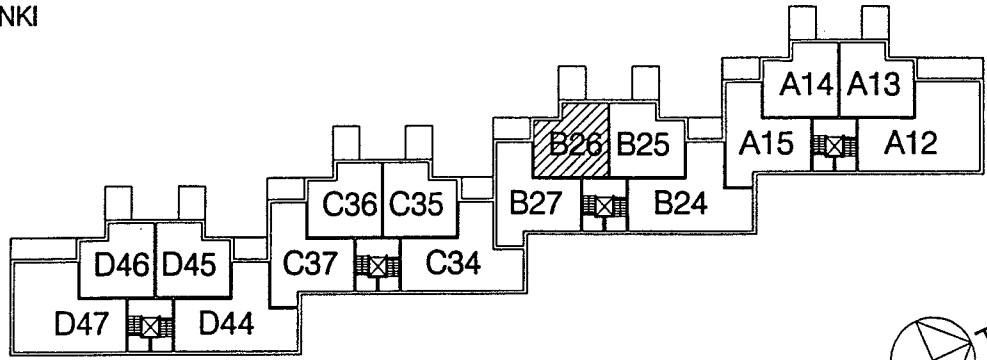 NKI
A14 A13
A15 A12
B26 B25
B27 B24
C36 C35
C37 C34
D46 D45
D47 D44